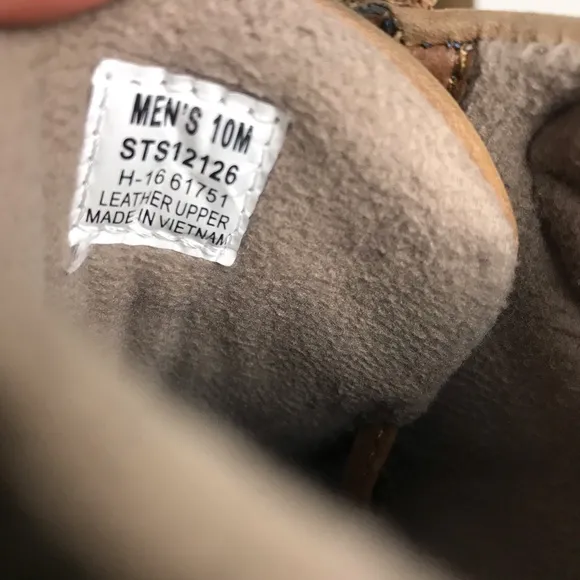 MEN'S 10M
STS12126
H-16 61751
LEATHER UPPER
MADE IN VIETNAM